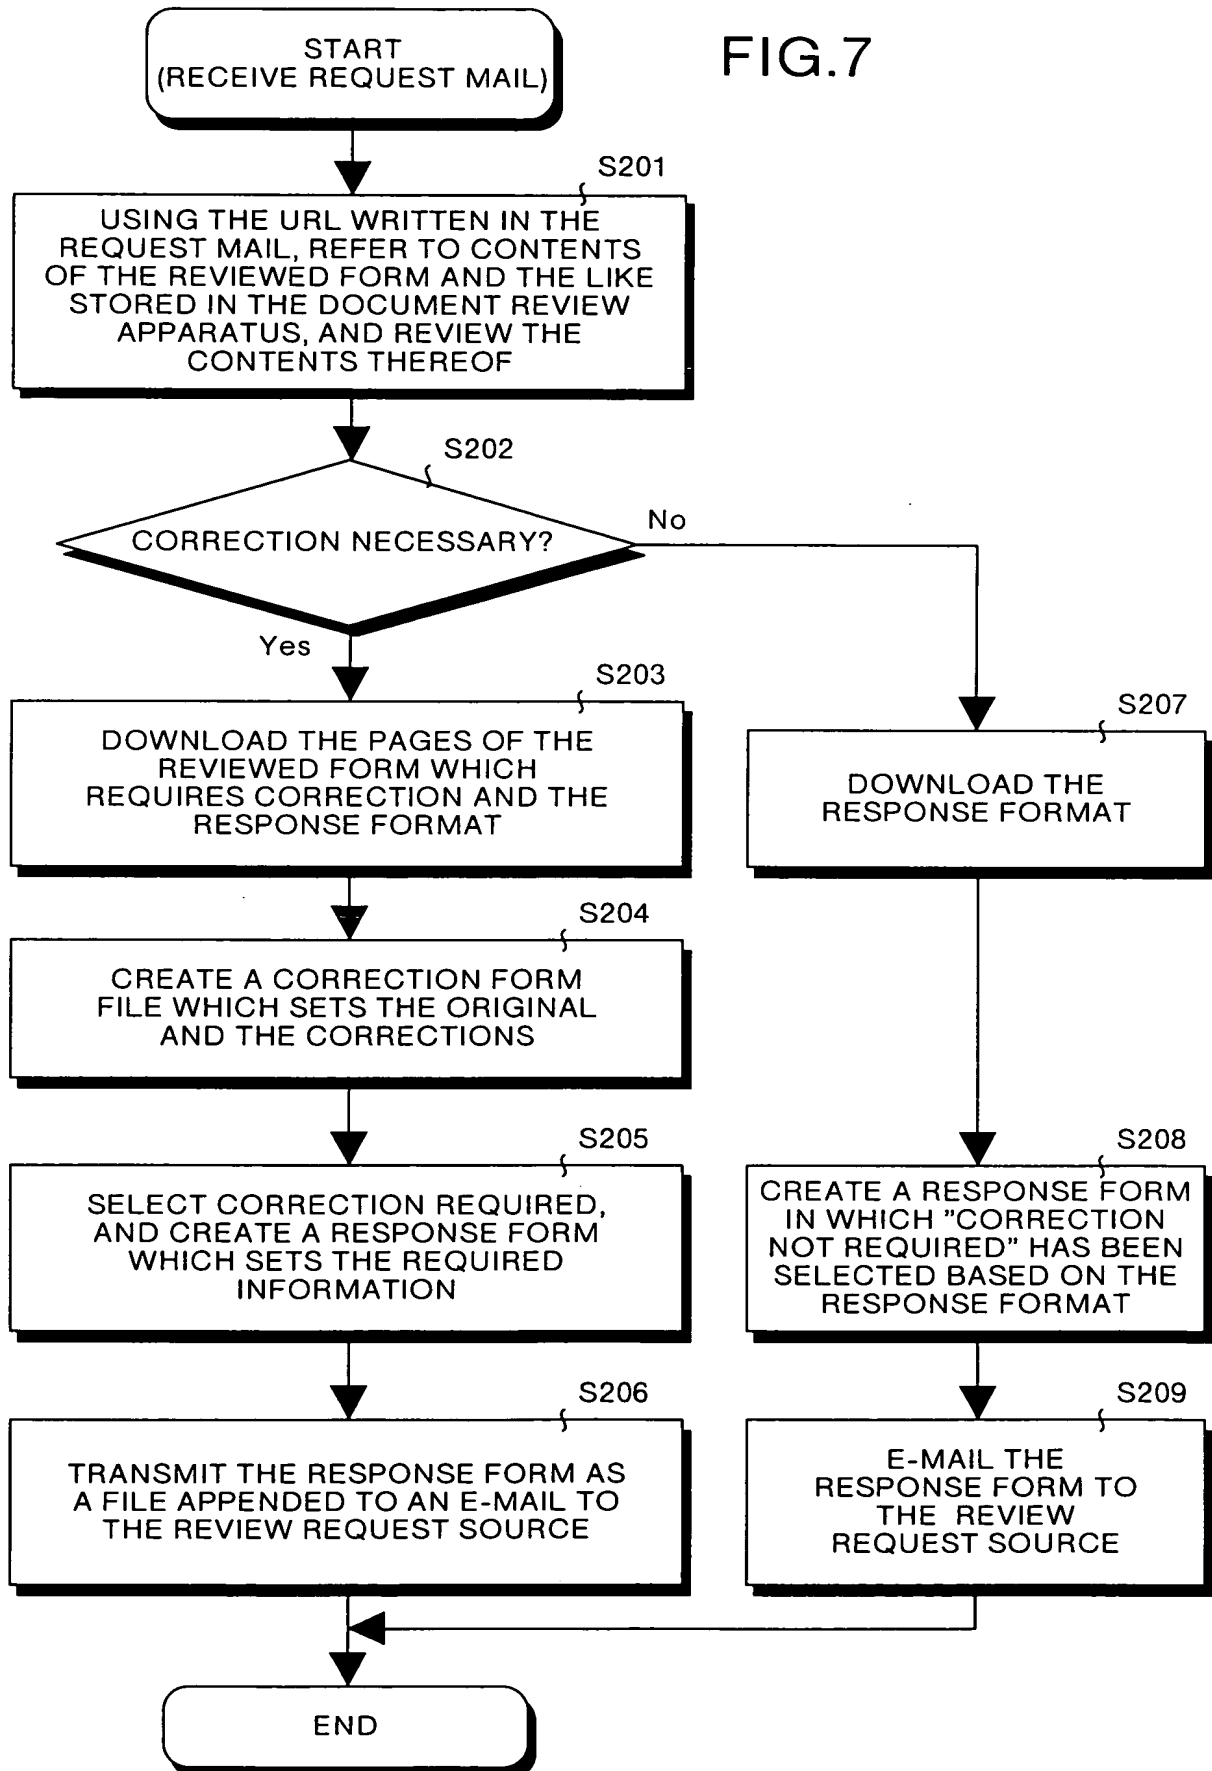 FIG.7
START
(RECEIVE REQUEST MAIL)
S201
USING THE URL WRITTEN IN THE
REQUEST MAIL, REFER TO CONTENTS
OF THE REVIEWED FORM AND THE LIKE
STORED IN THE DOCUMENT REVIEW
APPARATUS, AND REVIEW THE
CONTENTS THEREOF
S202
CORRECTION NECESSARY?
No
Yes
S203
DOWNLOAD THE PAGES OF THE
REVIEWED FORM WHICH
REQUIRES CORRECTION AND THE
RESPONSE FORMAT
S204
CREATE A CORRECTION FORM
FILE WHICH SETS THE ORIGINAL
AND THE CORRECTIONS
S205
SELECT CORRECTION REQUIRED,
AND CREATE A RESPONSE FORM
WHICH SETS THE REQUIRED
INFORMATION
S206
TRANSMIT THE RESPONSE FORM AS
A FILE APPENDED TO AN E-MAIL TO
THE REVIEW REQUEST SOURCE
S207
DOWNLOAD THE
RESPONSE FORMAT
S208
CREATE A RESPONSE FORM
IN WHICH "CORRECTION
NOT REQUIRED" HAS BEEN
SELECTED BASED ON THE
RESPONSE FORMAT
S209
E-MAIL THE
RESPONSE FORM TO
THE REVIEW
REQUEST SOURCE
END